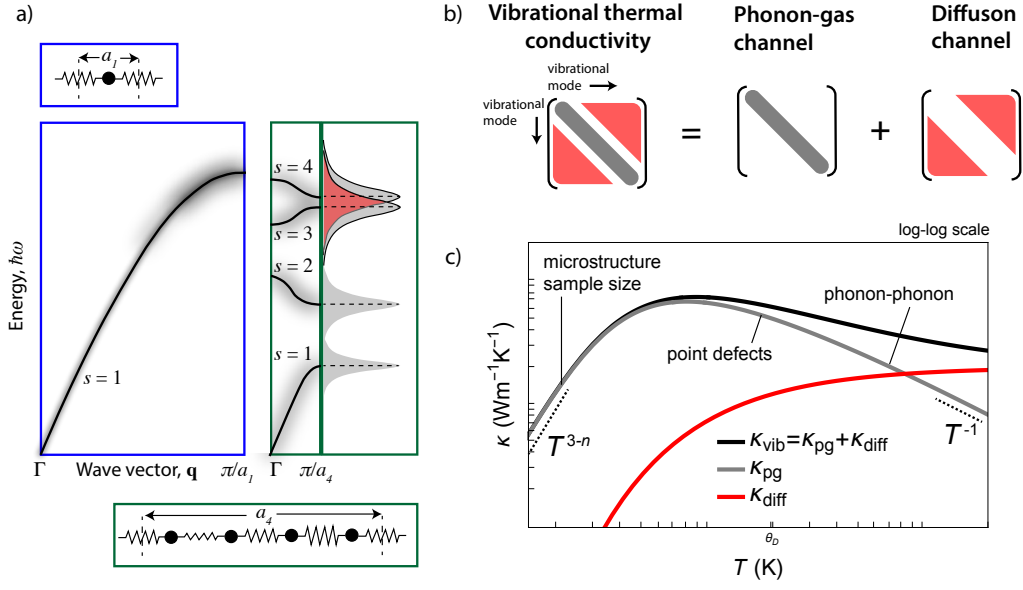 a)
a₁
Energy, ħω
s = 1
Γ
Wave vector, q
π/a₁
s = 4
s = 3
s = 2
s = 1
Γ
π/a₄
a₄
b)
Vibrational thermal
conductivity
Phonon-gas
channel
Diffuson
channel
vibrational
mode
vibrational
mode
=
+
c)
log-log scale
microstructure
sample size
phonon-phonon
point defects
κ (Wm⁻¹K⁻¹)
T³⁻ⁿ
T⁻¹
κvib=κpg+κdiff
κpg
κdiff
θD
T (K)